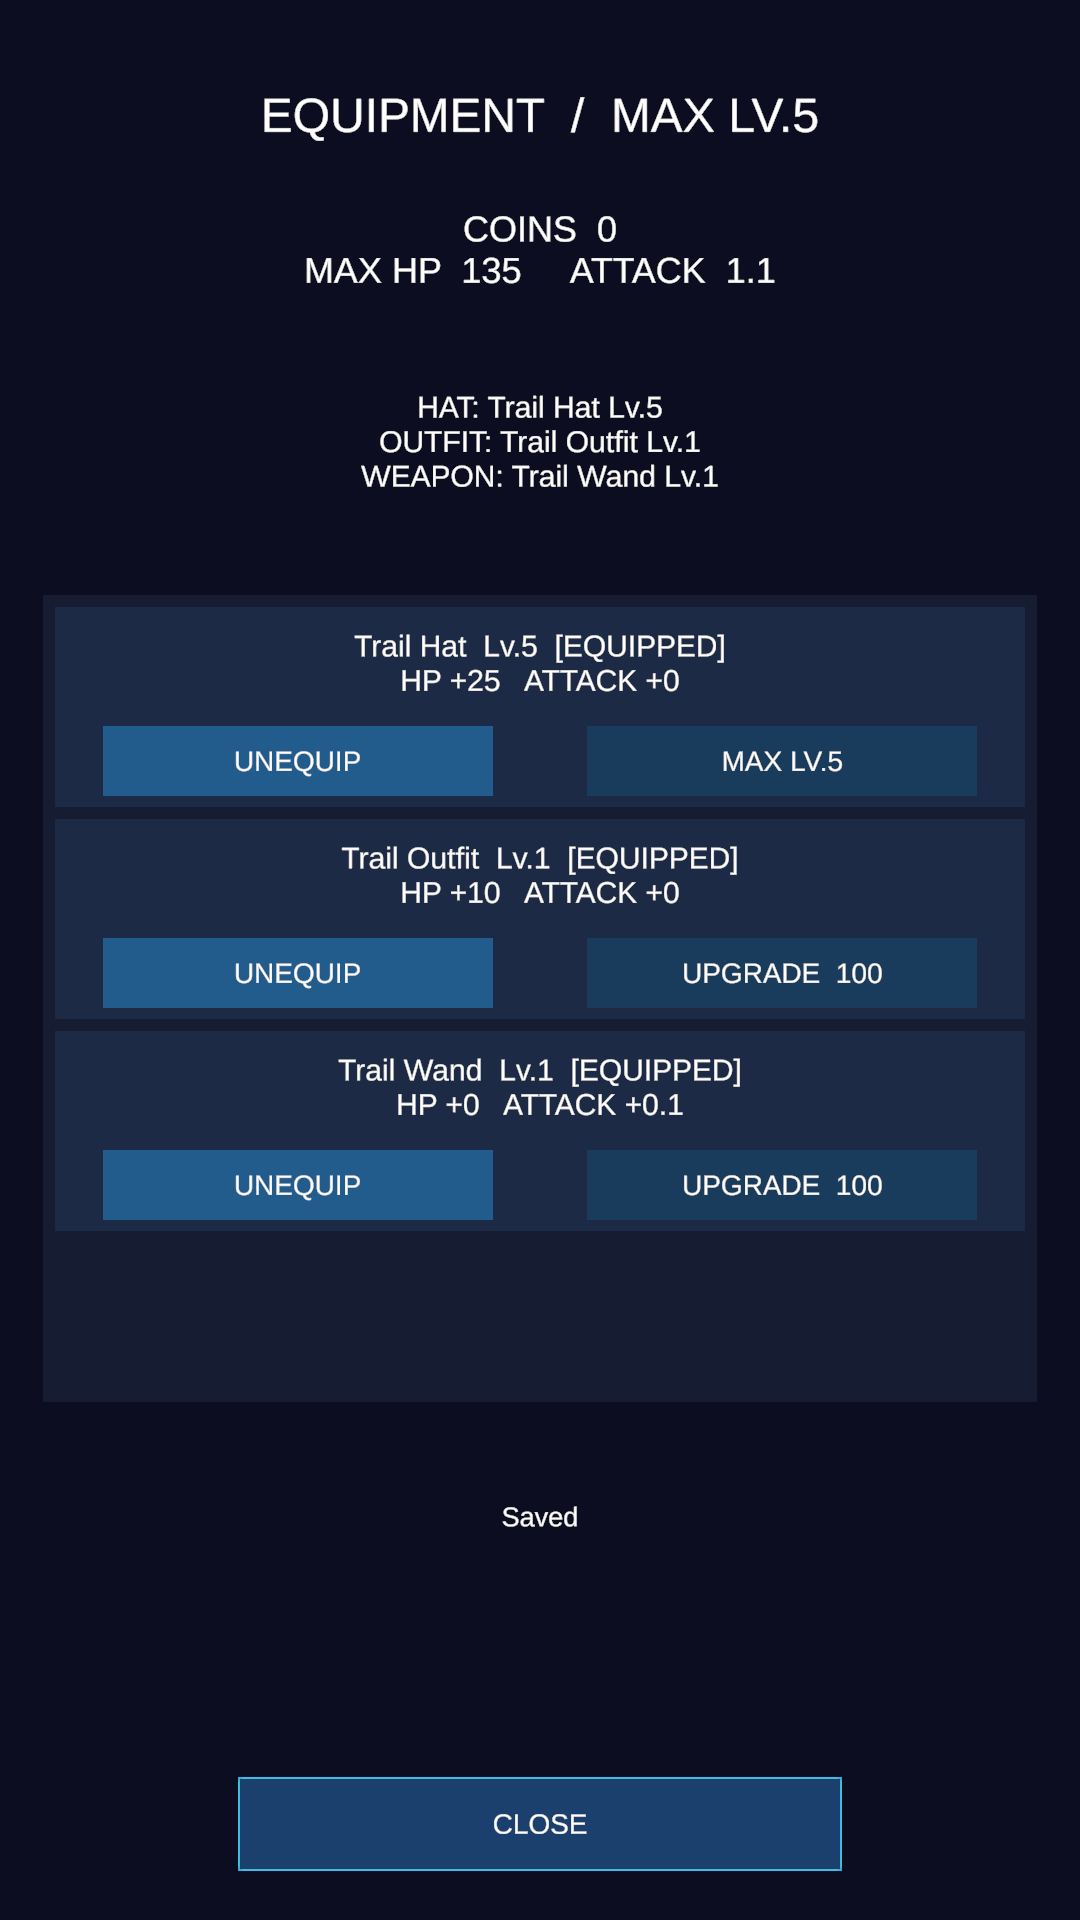 EQUIPMENT / MAX LV.5
COINS 0
MAX HP 135 ATTACK 1.1
HAT: Trail Hat Lv.5
OUTFIT: Trail Outfit Lv.1
WEAPON: Trail Wand Lv.1
Trail Hat Lv.5 [EQUIPPED]
HP +25 ATTACK +0
UNEQUIP
MAX LV.5
Trail Outfit Lv.1 [EQUIPPED]
HP +10 ATTACK +0
UNEQUIP
UPGRADE 100
Trail Wand Lv.1 [EQUIPPED]
HP +0 ATTACK +0.1
UNEQUIP
UPGRADE 100
Saved
CLOSE